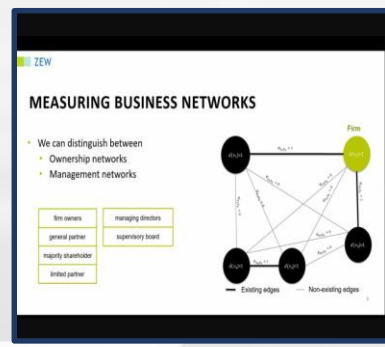 ZEW
MEASURING BUSINESS NETWORKS
We can distinguish between
Ownership networks
Management networks
firm owners
managing directors
general partner
supervisory board
majority shareholder
limited partner
Firm
Existing edges
Non-existing edges